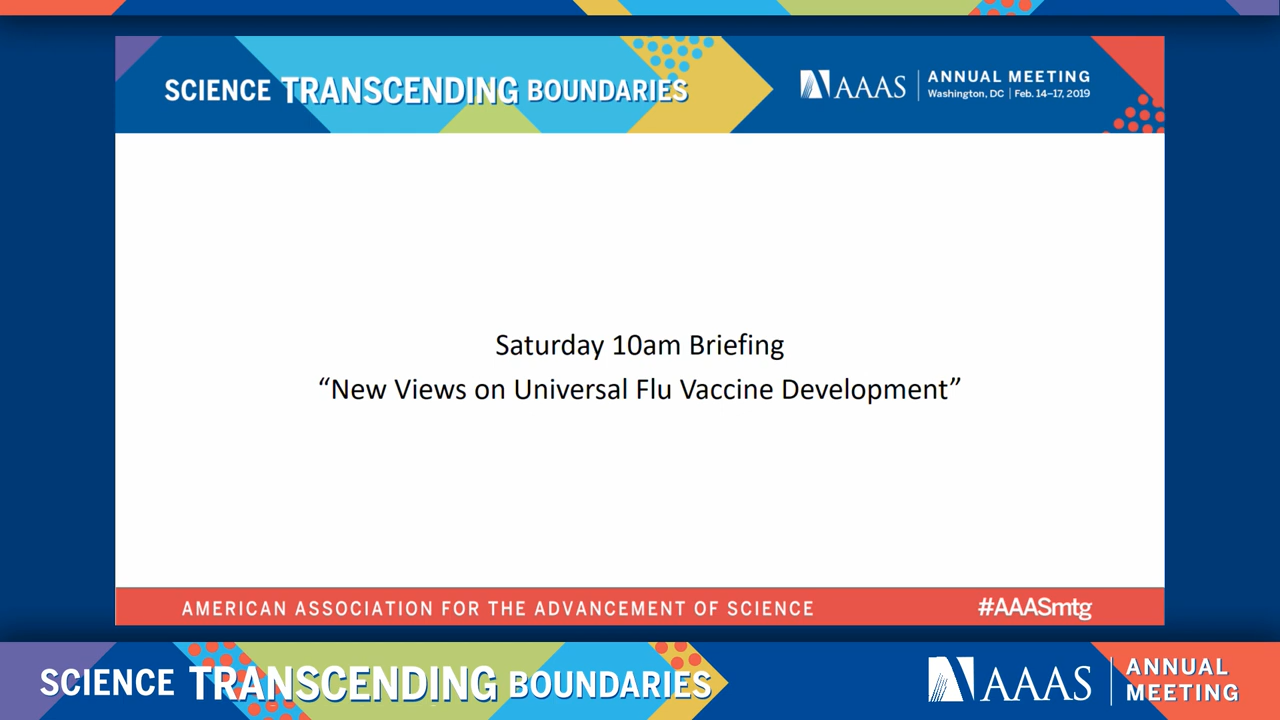 SCIENCE TRANSCENDING BOUNDARIES
AAAS
ANNUAL MEETING
Washington, DC | Feb. 14–17, 2019
Saturday 10am Briefing
“New Views on Universal Flu Vaccine Development”
AMERICAN ASSOCIATION FOR THE ADVANCEMENT OF SCIENCE
#AAASmtg
SCIENCE TRANSCENDING BOUNDARIES
AAAS
ANNUAL
MEETING